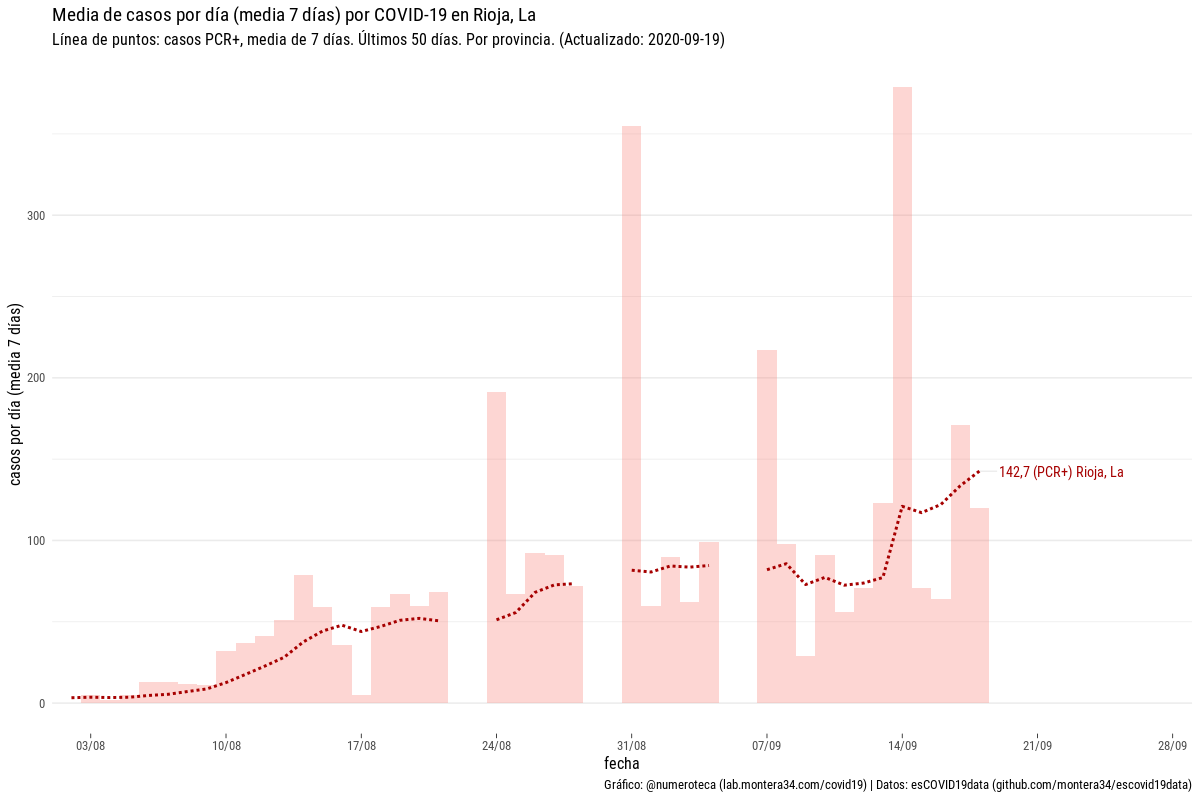 Media de casos por día (media 7 días) por COVID-19 en Rioja, La
Línea de puntos: casos PCR+, media de 7 días. Últimos 50 días. Por provincia. (Actualizado: 2020-09-19)
casos por día (media 7 días)
300
200
100
0
142,7 (PCR+) Rioja, La
03/08 10/08 17/08 24/08 31/08 07/09 14/09 21/09 28/09
fecha
Gráfico: @numeroteca (lab.montera34.com/covid19) | Datos: esCOVID19data (github.com/montera34/escovid19data)